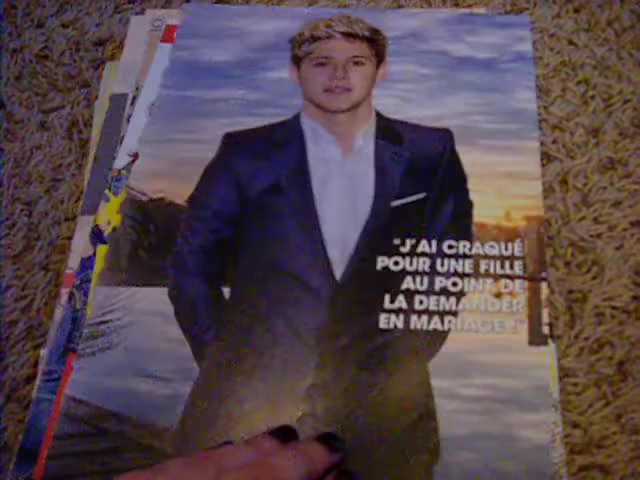 "J'AI CRAQUÉ
POUR UNE FILLE
AU POINT DE
LA DEMANDER
EN MARIAGE !"